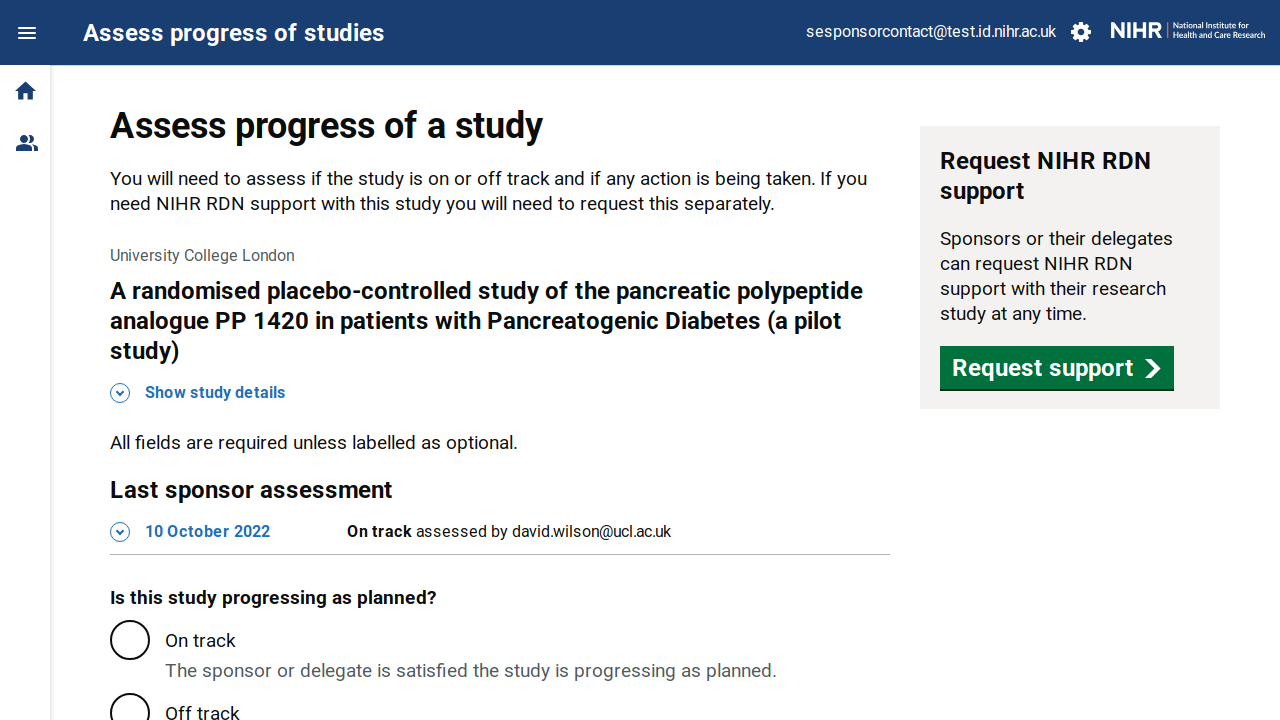 Assess progress of studies
sesponsorcontact@test.id.nihr.ac.uk
NIHR | National Institute for
Health and Care Research
Assess progress of a study
You will need to assess if the study is on or off track and if any action is being taken. If you
need NIHR RDN support with this study you will need to request this separately.
University College London
A randomised placebo-controlled study of the pancreatic polypeptide
analogue PP 1420 in patients with Pancreatogenic Diabetes (a pilot
study)
Show study details
All fields are required unless labelled as optional.
Last sponsor assessment
10 October 2022
On track assessed by david.wilson@ucl.ac.uk
Is this study progressing as planned?
On track
The sponsor or delegate is satisfied the study is progressing as planned.
Off track
Request NIHR RDN
support
Sponsors or their delegates
can request NIHR RDN
support with their research
study at any time.
Request support